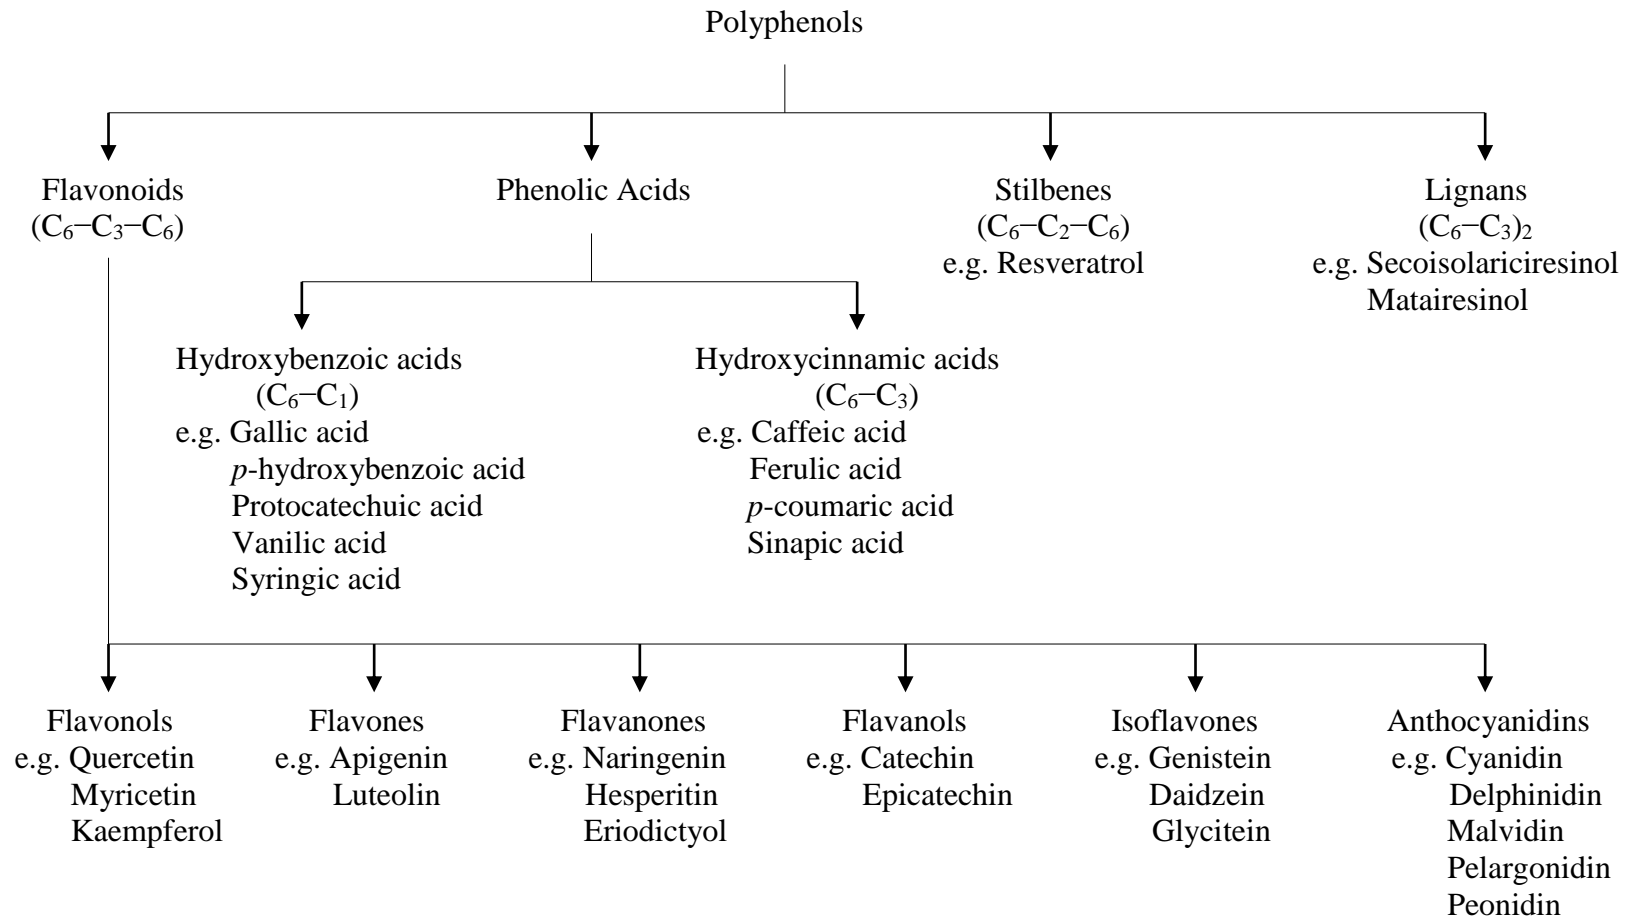 Polyphenols
Flavonoids
(C₆–C₃–C₆)
Phenolic Acids
Stilbenes
(C₆–C₂–C₆)
e.g. Resveratrol
Lignans
(C₆–C₃)₂
e.g. Secoisolariciresinol
Matairesinol
Hydroxybenzoic acids
(C₆–C₁)
e.g. Gallic acid
p-hydroxybenzoic acid
Protocatechuic acid
Vanilic acid
Syringic acid
Hydroxycinnamic acids
(C₆–C₃)
e.g. Caffeic acid
Ferulic acid
p-coumaric acid
Sinapic acid
Flavonols
e.g. Quercetin
Myricetin
Kaempferol
Flavones
e.g. Apigenin
Luteolin
Flavanones
e.g. Naringenin
Hesperitin
Eriodictyol
Flavanols
e.g. Catechin
Epicatechin
Isoflavones
e.g. Genistein
Daidzein
Glycitein
Anthocyanidins
e.g. Cyanidin
Delphinidin
Malvidin
Pelargonidin
Peonidin